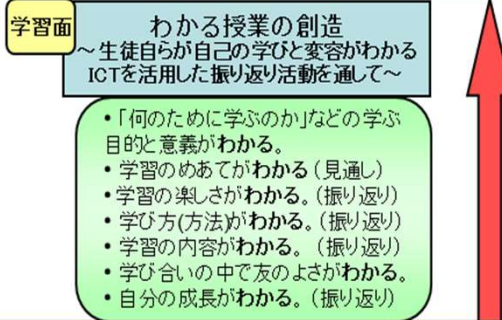 学習面
わかる授業の創造
～生徒自らが自己の学びと変容がわかる
ICTを活用した振り返り活動を通して～
•「何のために学ぶのか」などの学ぶ
目的と意義がわかる。
• 学習のめあてがわかる（見通し）
• 学習の楽しさがわかる。（振り返り）
• 学び方(方法)がわかる。（振り返り）
• 学習の内容がわかる。（振り返り）
• 学び合いの中で友のよさがわかる。
• 自分の成長がわかる。（振り返り）